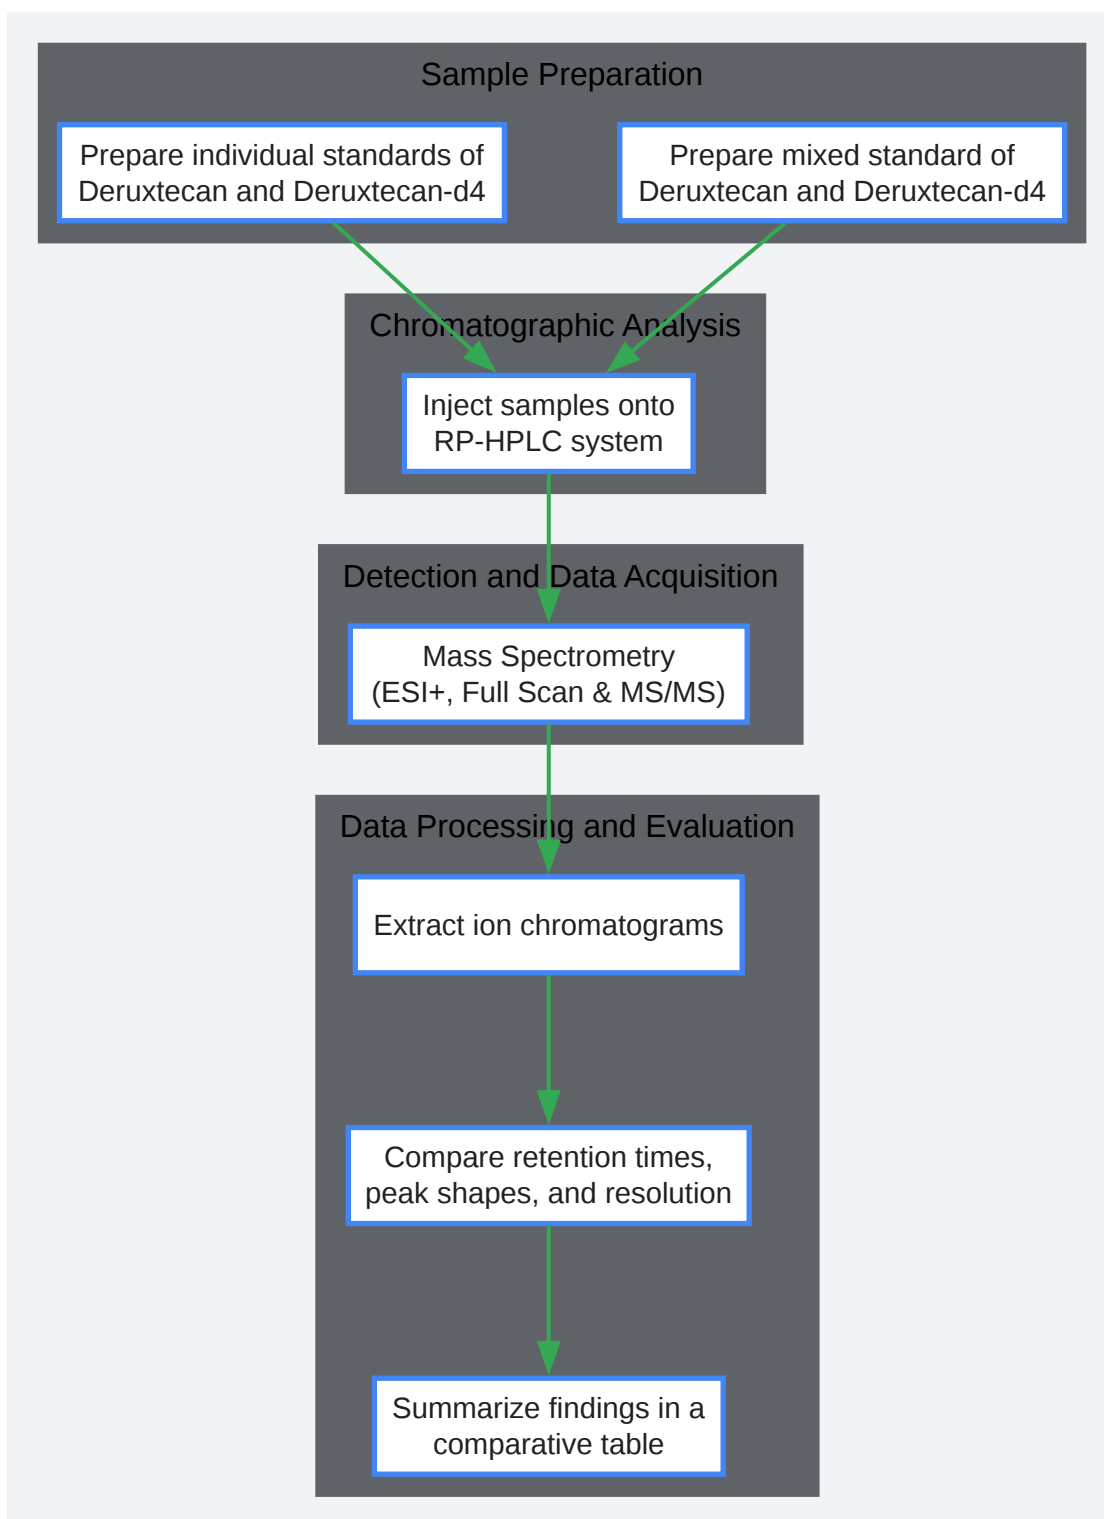 Sample Preparation
Prepare individual standards of
Deruxtecan and Deruxtecan-d4
Prepare mixed standard of
Deruxtecan and Deruxtecan-d4
Chromatographic Analysis
Inject samples onto
RP-HPLC system
Detection and Data Acquisition
Mass Spectrometry
(ESI+, Full Scan & MS/MS)
Data Processing and Evaluation
Extract ion chromatograms
Compare retention times,
peak shapes, and resolution
Summarize findings in a
comparative table